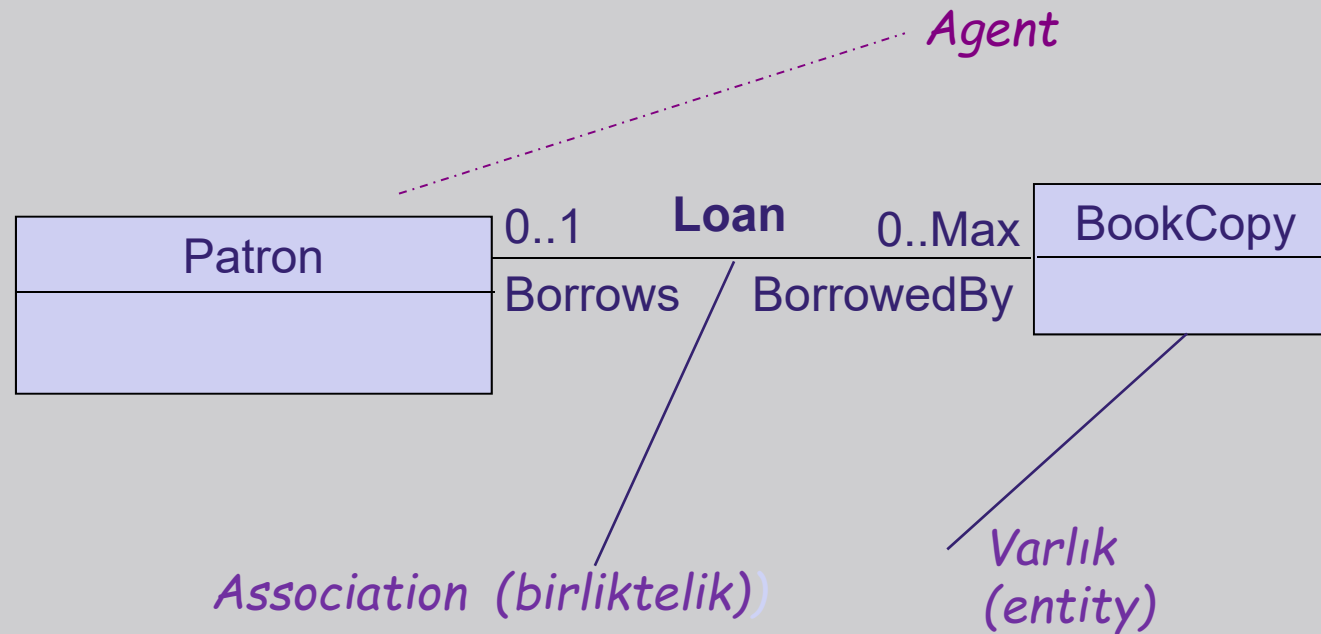 Agent
Patron
0..1
Loan
0..Max
BookCopy
Borrows
BorrowedBy
Association (birliktelik))
Varlık
(entity)